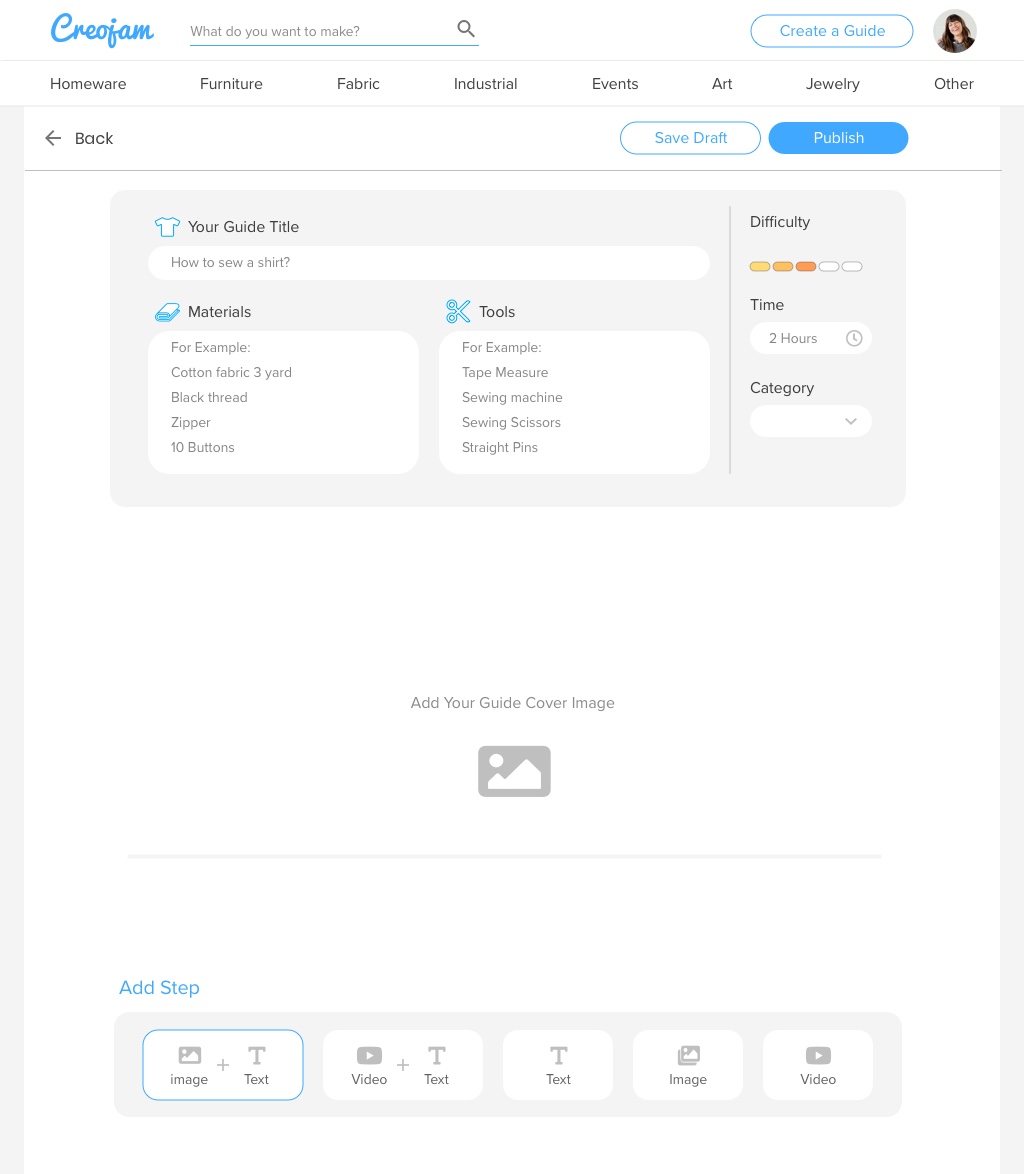 Creojam
What do you want to make?
Create a Guide
Homeware
Furniture
Fabric
Industrial
Events
Art
Jewelry
Other
Back
Save Draft
Publish
Your Guide Title
How to sew a shirt?
Materials
For Example:
Cotton fabric 3 yard
Black thread
Zipper
10 Buttons
Tools
For Example:
Tape Measure
Sewing machine
Sewing Scissors
Straight Pins
Difficulty
Time
2 Hours
Category
Add Your Guide Cover Image
Add Step
image + Text
Video + Text
Text
Image
Video